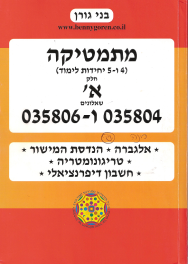 בני גורן
www.bennygoren.co.il
מתמטיקה
(4 ו-5 יחידות לימוד)
חלק
א'
שאלונים
035804 ו-035806
* אלגברה * הנדסת המישור *
* טריגונומטריה *
* חשבון דיפרנציאלי *